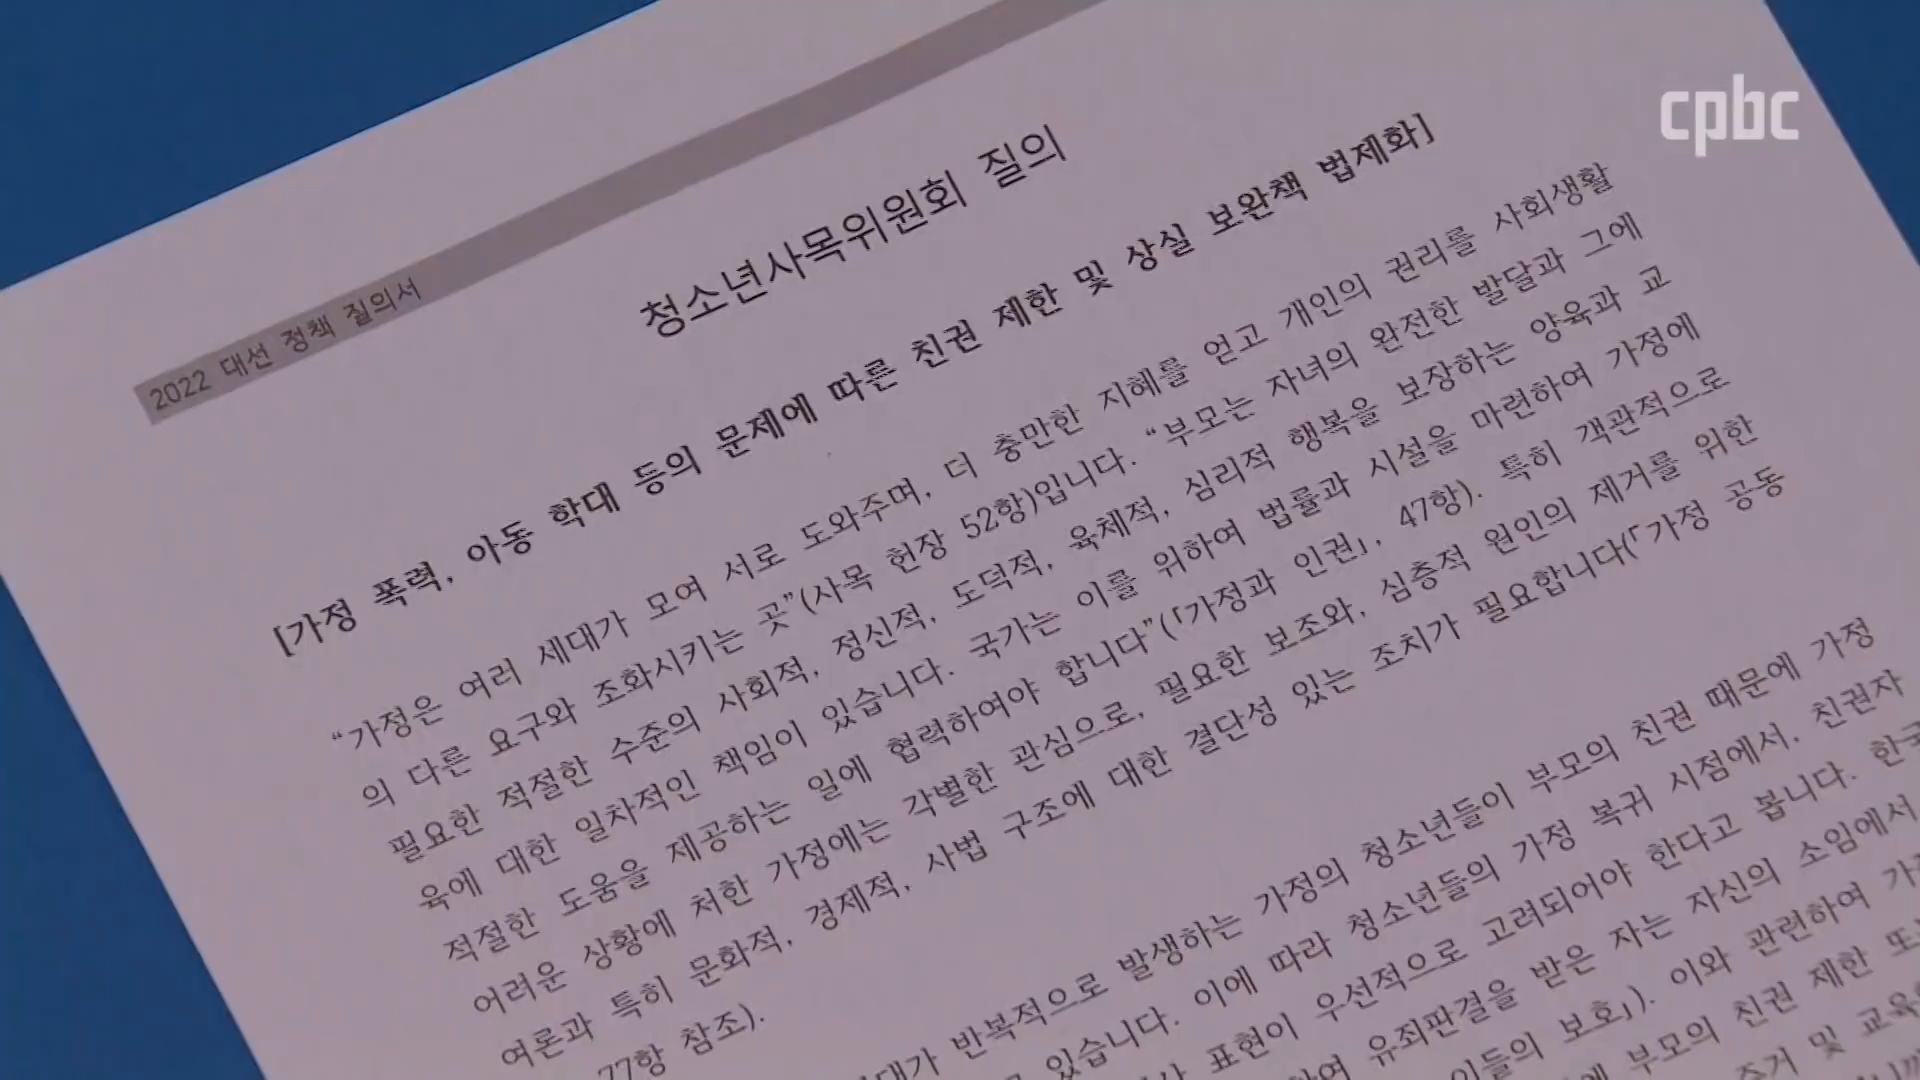 cpbc
2022 대선 정책 질의서
청소년사목위원회 질의
[가정 폭력, 아동 학대 등의 문제에 따른 친권 제한 및 상실 보완책 법제화]
“가정은 여러 세대가 모여 서로 도와주며, 더 충만한 지혜를 얻고 개인의 권리를 사회생활
의 다른 요구와 조화시키는 곳”(사목 헌장 52항)입니다. “부모는 자녀의 완전한 발달과 그에
필요한 적절한 수준의 사회적, 정신적, 도덕적, 육체적, 심리적 행복을 보장하는 양육과 교
육에 대한 일차적인 책임이 있습니다. 국가는 이를 위하여 법률과 시설을 마련하여 가정에
적절한 도움을 제공하는 일에 협력하여야 합니다”(「가정과 인권」, 47항). 특히 객관적으로
어려운 상황에 처한 가정에는 각별한 관심으로, 필요한 보조와, 심층적 원인의 제거를 위한
여론과 특히 문화적, 경제적, 사법 구조에 대한 결단성 있는 조치가 필요합니다(「가정 공동
77항 참조).
반복적으로 발생하는 가정의 청소년들이 부모의 친권 때문에 가정
있습니다. 이에 따라 청소년들의 가정 복귀 시점에서, 친권자
표현이 우선적으로 고려되어야 한다고 봅니다. 한국
유죄판결을 받은 자는 자신의 소임에서
보호」). 이와 관련하여
부모의 친권 제한
주거 및